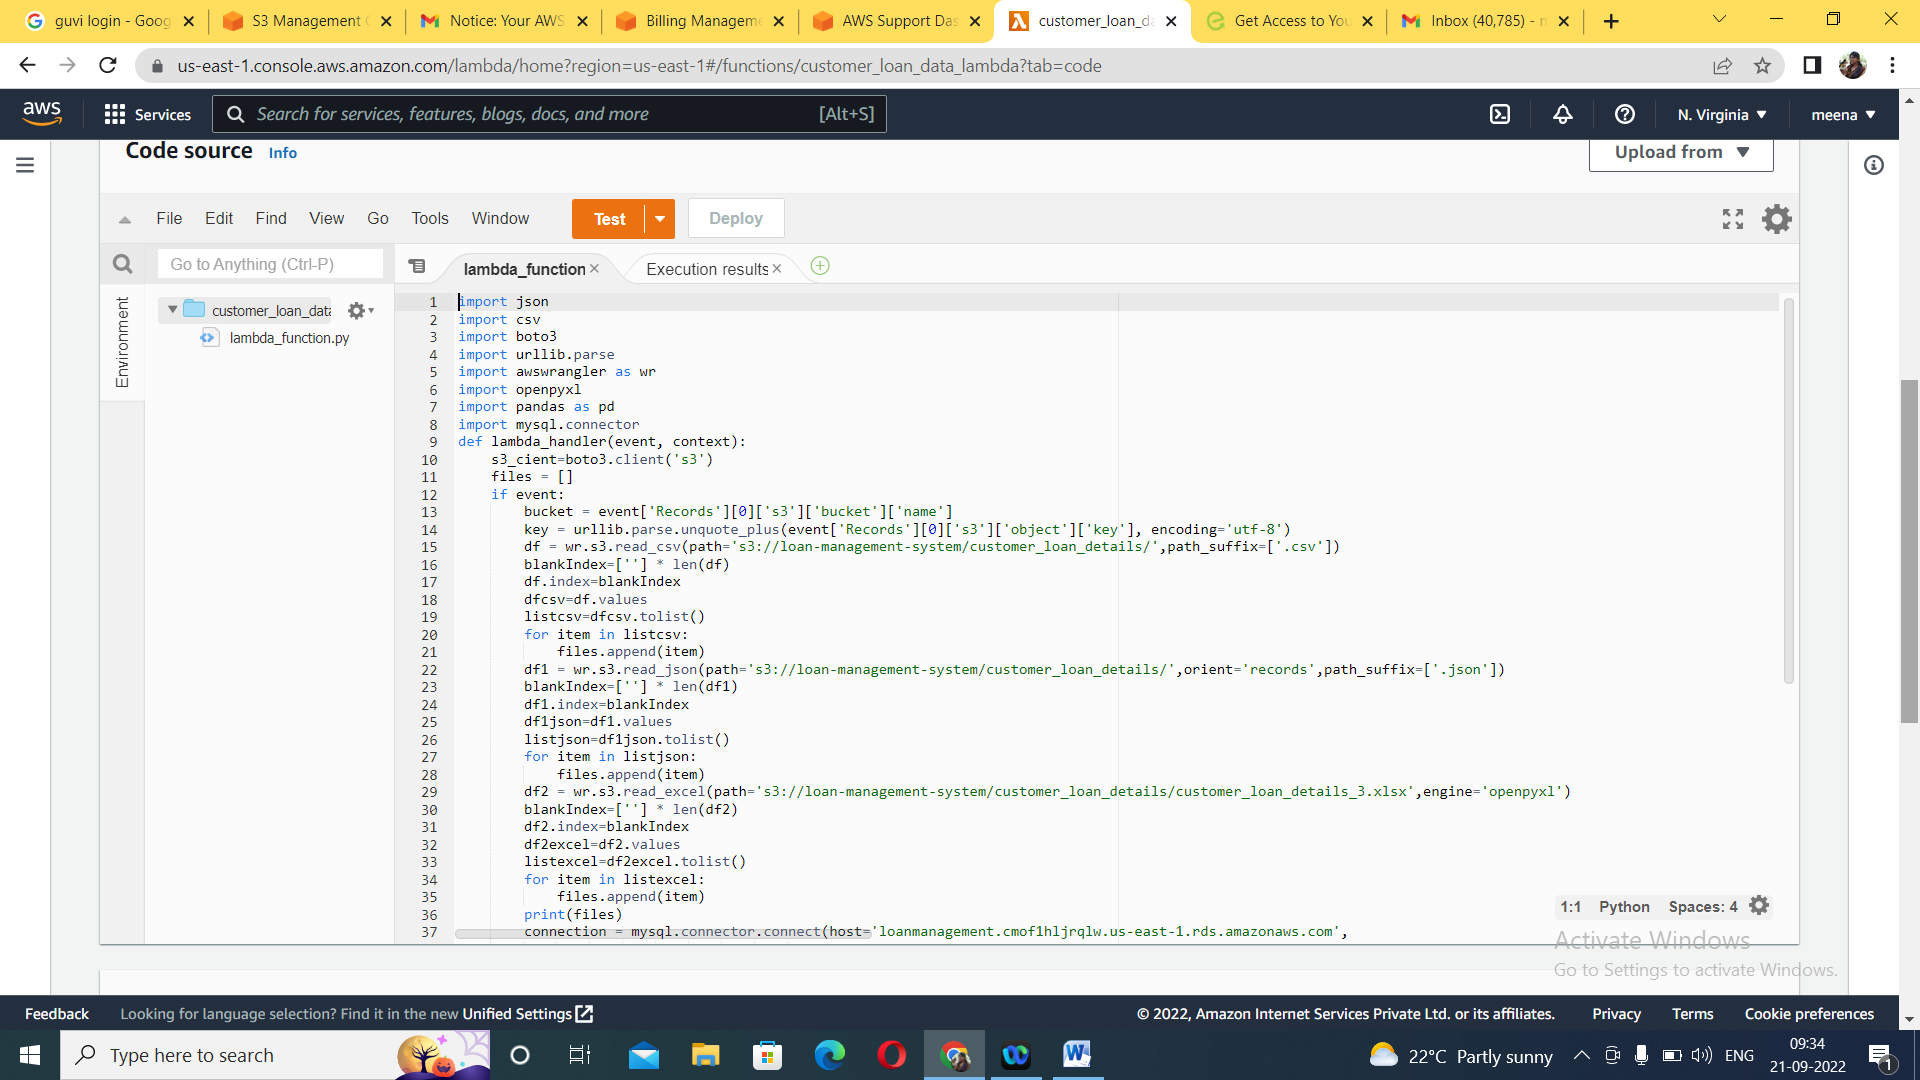 guvi login - Goog
S3 Management C
Notice: Your AWS
Billing Manageme
AWS Support Das
customer_loan_da
Get Access to You
Inbox (40,785) - m
us-east-1.console.aws.amazon.com/lambda/home?region=us-east-1#/functions/customer_loan_data_lambda?tab=code
aws
Services
Search for services, features, blogs, docs, and more
[Alt+S]
N. Virginia
meena
Code source
Info
Upload from
File
Edit
Find
View
Go
Tools
Window
Test
Deploy
Go to Anything (Ctrl-P)
lambda_function
Execution results
Environment
customer_loan_data
lambda_function.py
1 import json
2 import csv
3 import boto3
4 import urllib.parse
5 import awswrangler as wr
6 import openpyxl
7 import pandas as pd
8 import mysql.connector
9 def lambda_handler(event, context):
10 s3_cient=boto3.client('s3')
11 files = []
12 if event:
13 bucket = event['Records'][0]['s3']['bucket']['name']
14 key = urllib.parse.unquote_plus(event['Records'][0]['s3']['object']['key'], encoding='utf-8')
15 df = wr.s3.read_csv(path='s3://loan-management-system/customer_loan_details/',path_suffix=['.csv'])
16 blankIndex=[''] * len(df)
17 df.index=blankIndex
18 dfcsv=df.values
19 listcsv=dfcsv.tolist()
20 for item in listcsv:
21 files.append(item)
22 df1 = wr.s3.read_json(path='s3://loan-management-system/customer_loan_details/',orient='records',path_suffix=['.json'])
23 blankIndex=[''] * len(df1)
24 df1.index=blankIndex
25 df1json=df1.values
26 listjson=df1json.tolist()
27 for item in listjson:
28 files.append(item)
29 df2 = wr.s3.read_excel(path='s3://loan-management-system/customer_loan_details/customer_loan_details_3.xlsx',engine='openpyxl')
30 blankIndex=[''] * len(df2)
31 df2.index=blankIndex
32 df2excel=df2.values
33 listexcel=df2excel.tolist()
34 for item in listexcel:
35 files.append(item)
36 print(files)
37 connection = mysql.connector.connect(host='loanmanagement.cmof1hljrqlw.us-east-1.rds.amazonaws.com',
1:1 Python Spaces: 4
Activate Windows
Go to Settings to activate Windows.
Feedback
Looking for language selection? Find it in the new Unified Settings
© 2022, Amazon Internet Services Private Ltd. or its affiliates.
Privacy
Terms
Cookie preferences
Type here to search
22°C Partly sunny
ENG
09:34
21-09-2022
1